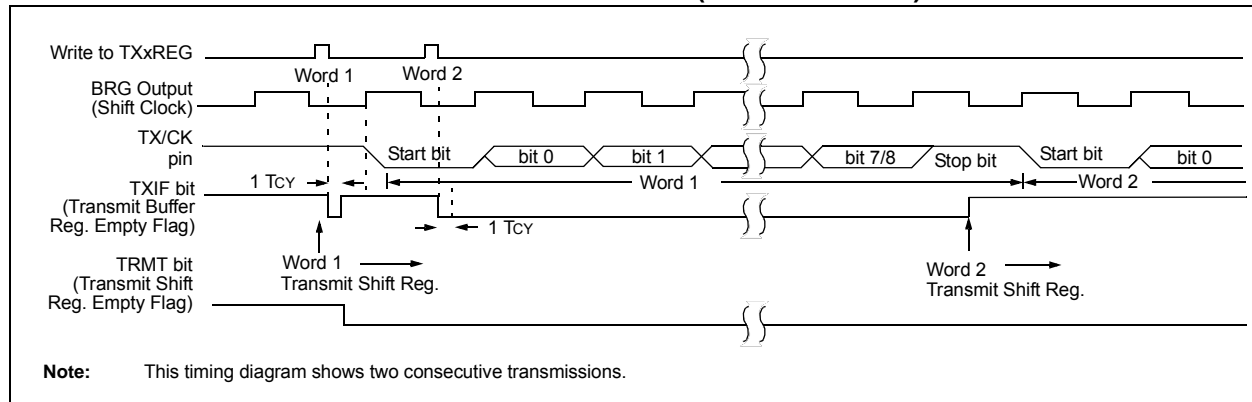 Write to TXxREG
Word 1 Word 2
BRG Output
(Shift Clock)
TX/CK
pin
Start bit bit 0 bit 1 bit 7/8 Stop bit Start bit bit 0
1 TCY Word 1 Word 2
TXIF bit
(Transmit Buffer
Reg. Empty Flag)
1 TCY
TRMT bit
(Transmit Shift
Reg. Empty Flag)
Word 1
Transmit Shift Reg.
Word 2
Transmit Shift Reg.
Note: This timing diagram shows two consecutive transmissions.